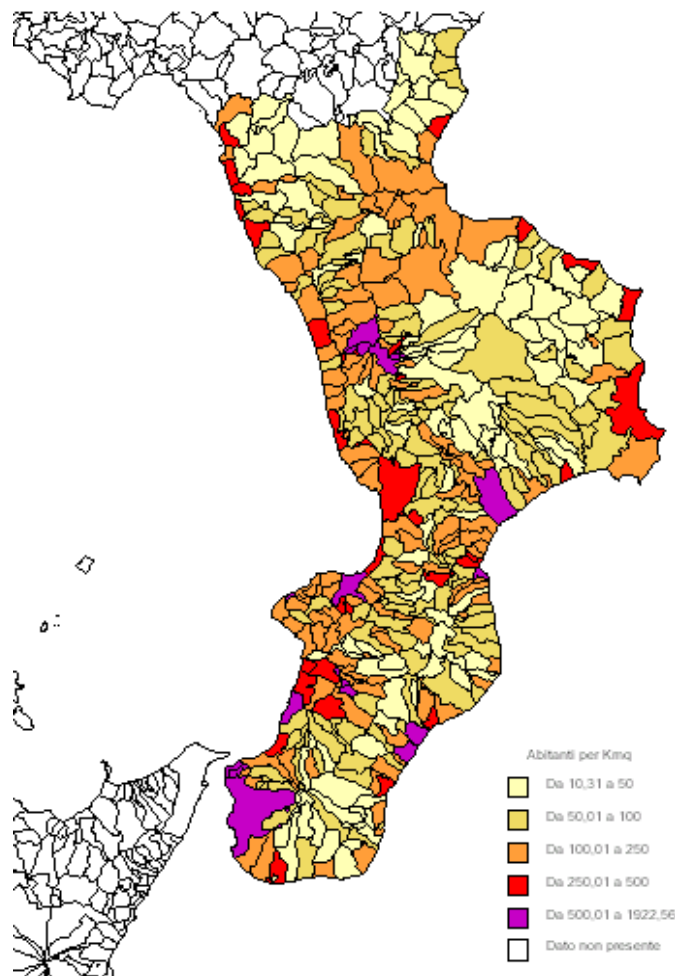 Abitanti per Kmq
Da 10,31 a 50
Da 50,01 a 100
Da 100,01 a 250
Da 250,01 a 500
Da 500,01 a 1922,56
Dato non presente